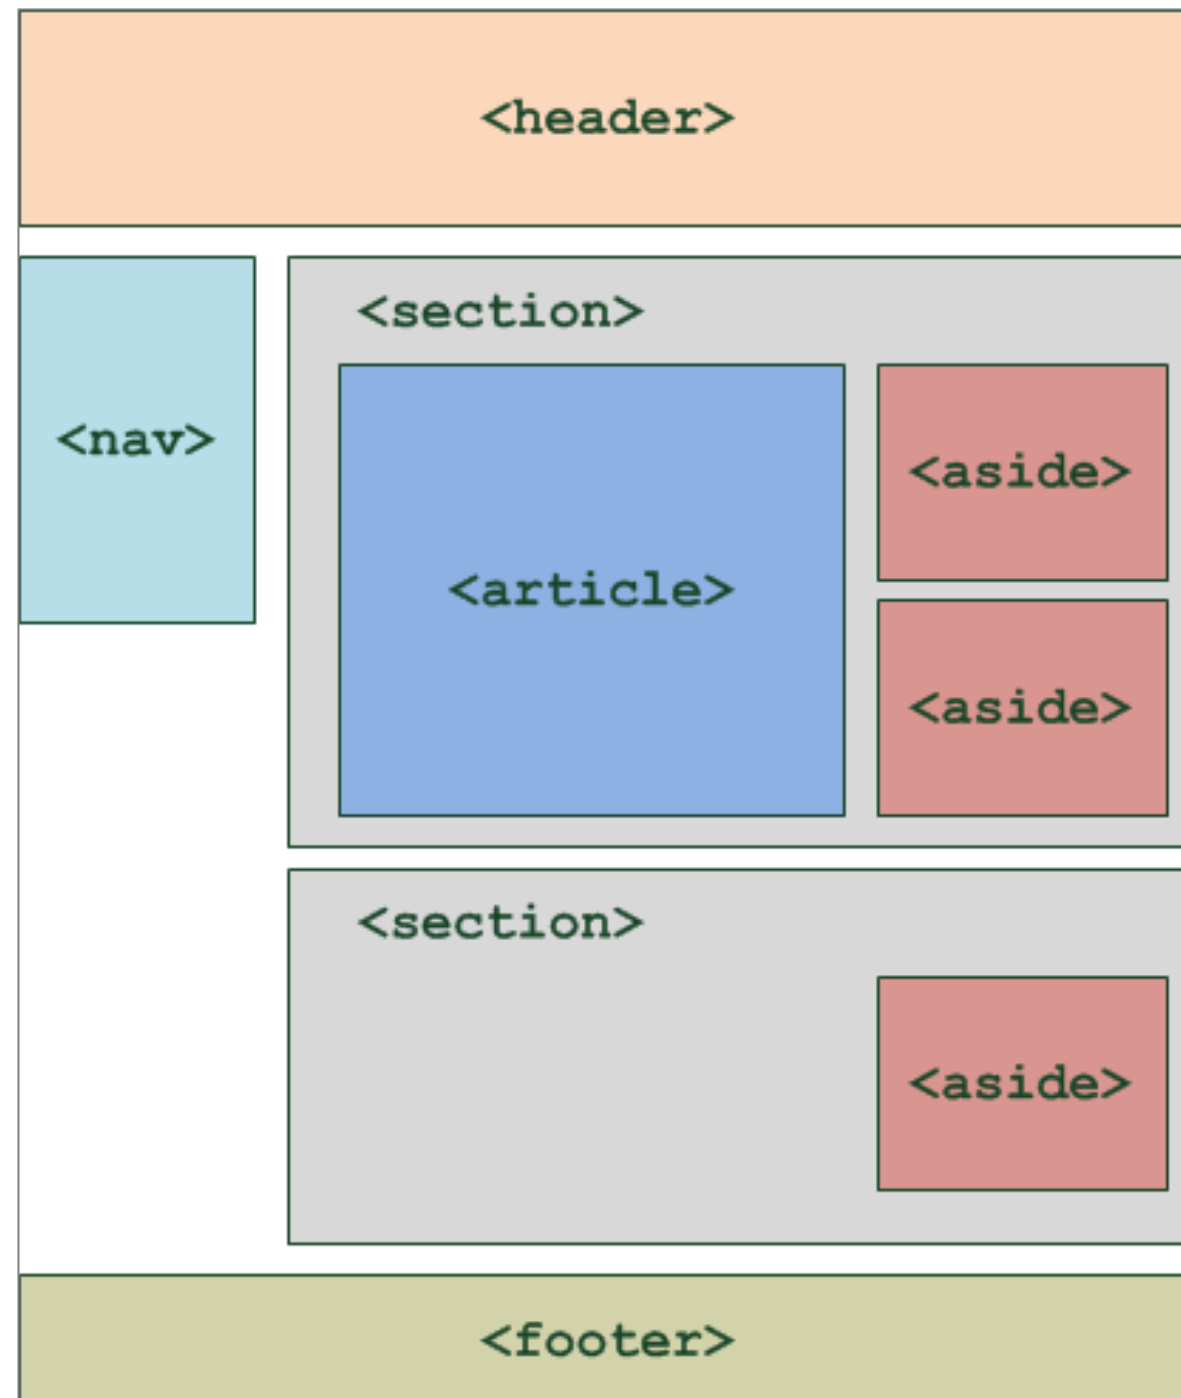 <header>
<nav>
<section>
<article>
<aside>
<aside>
<section>
<aside>
<footer>